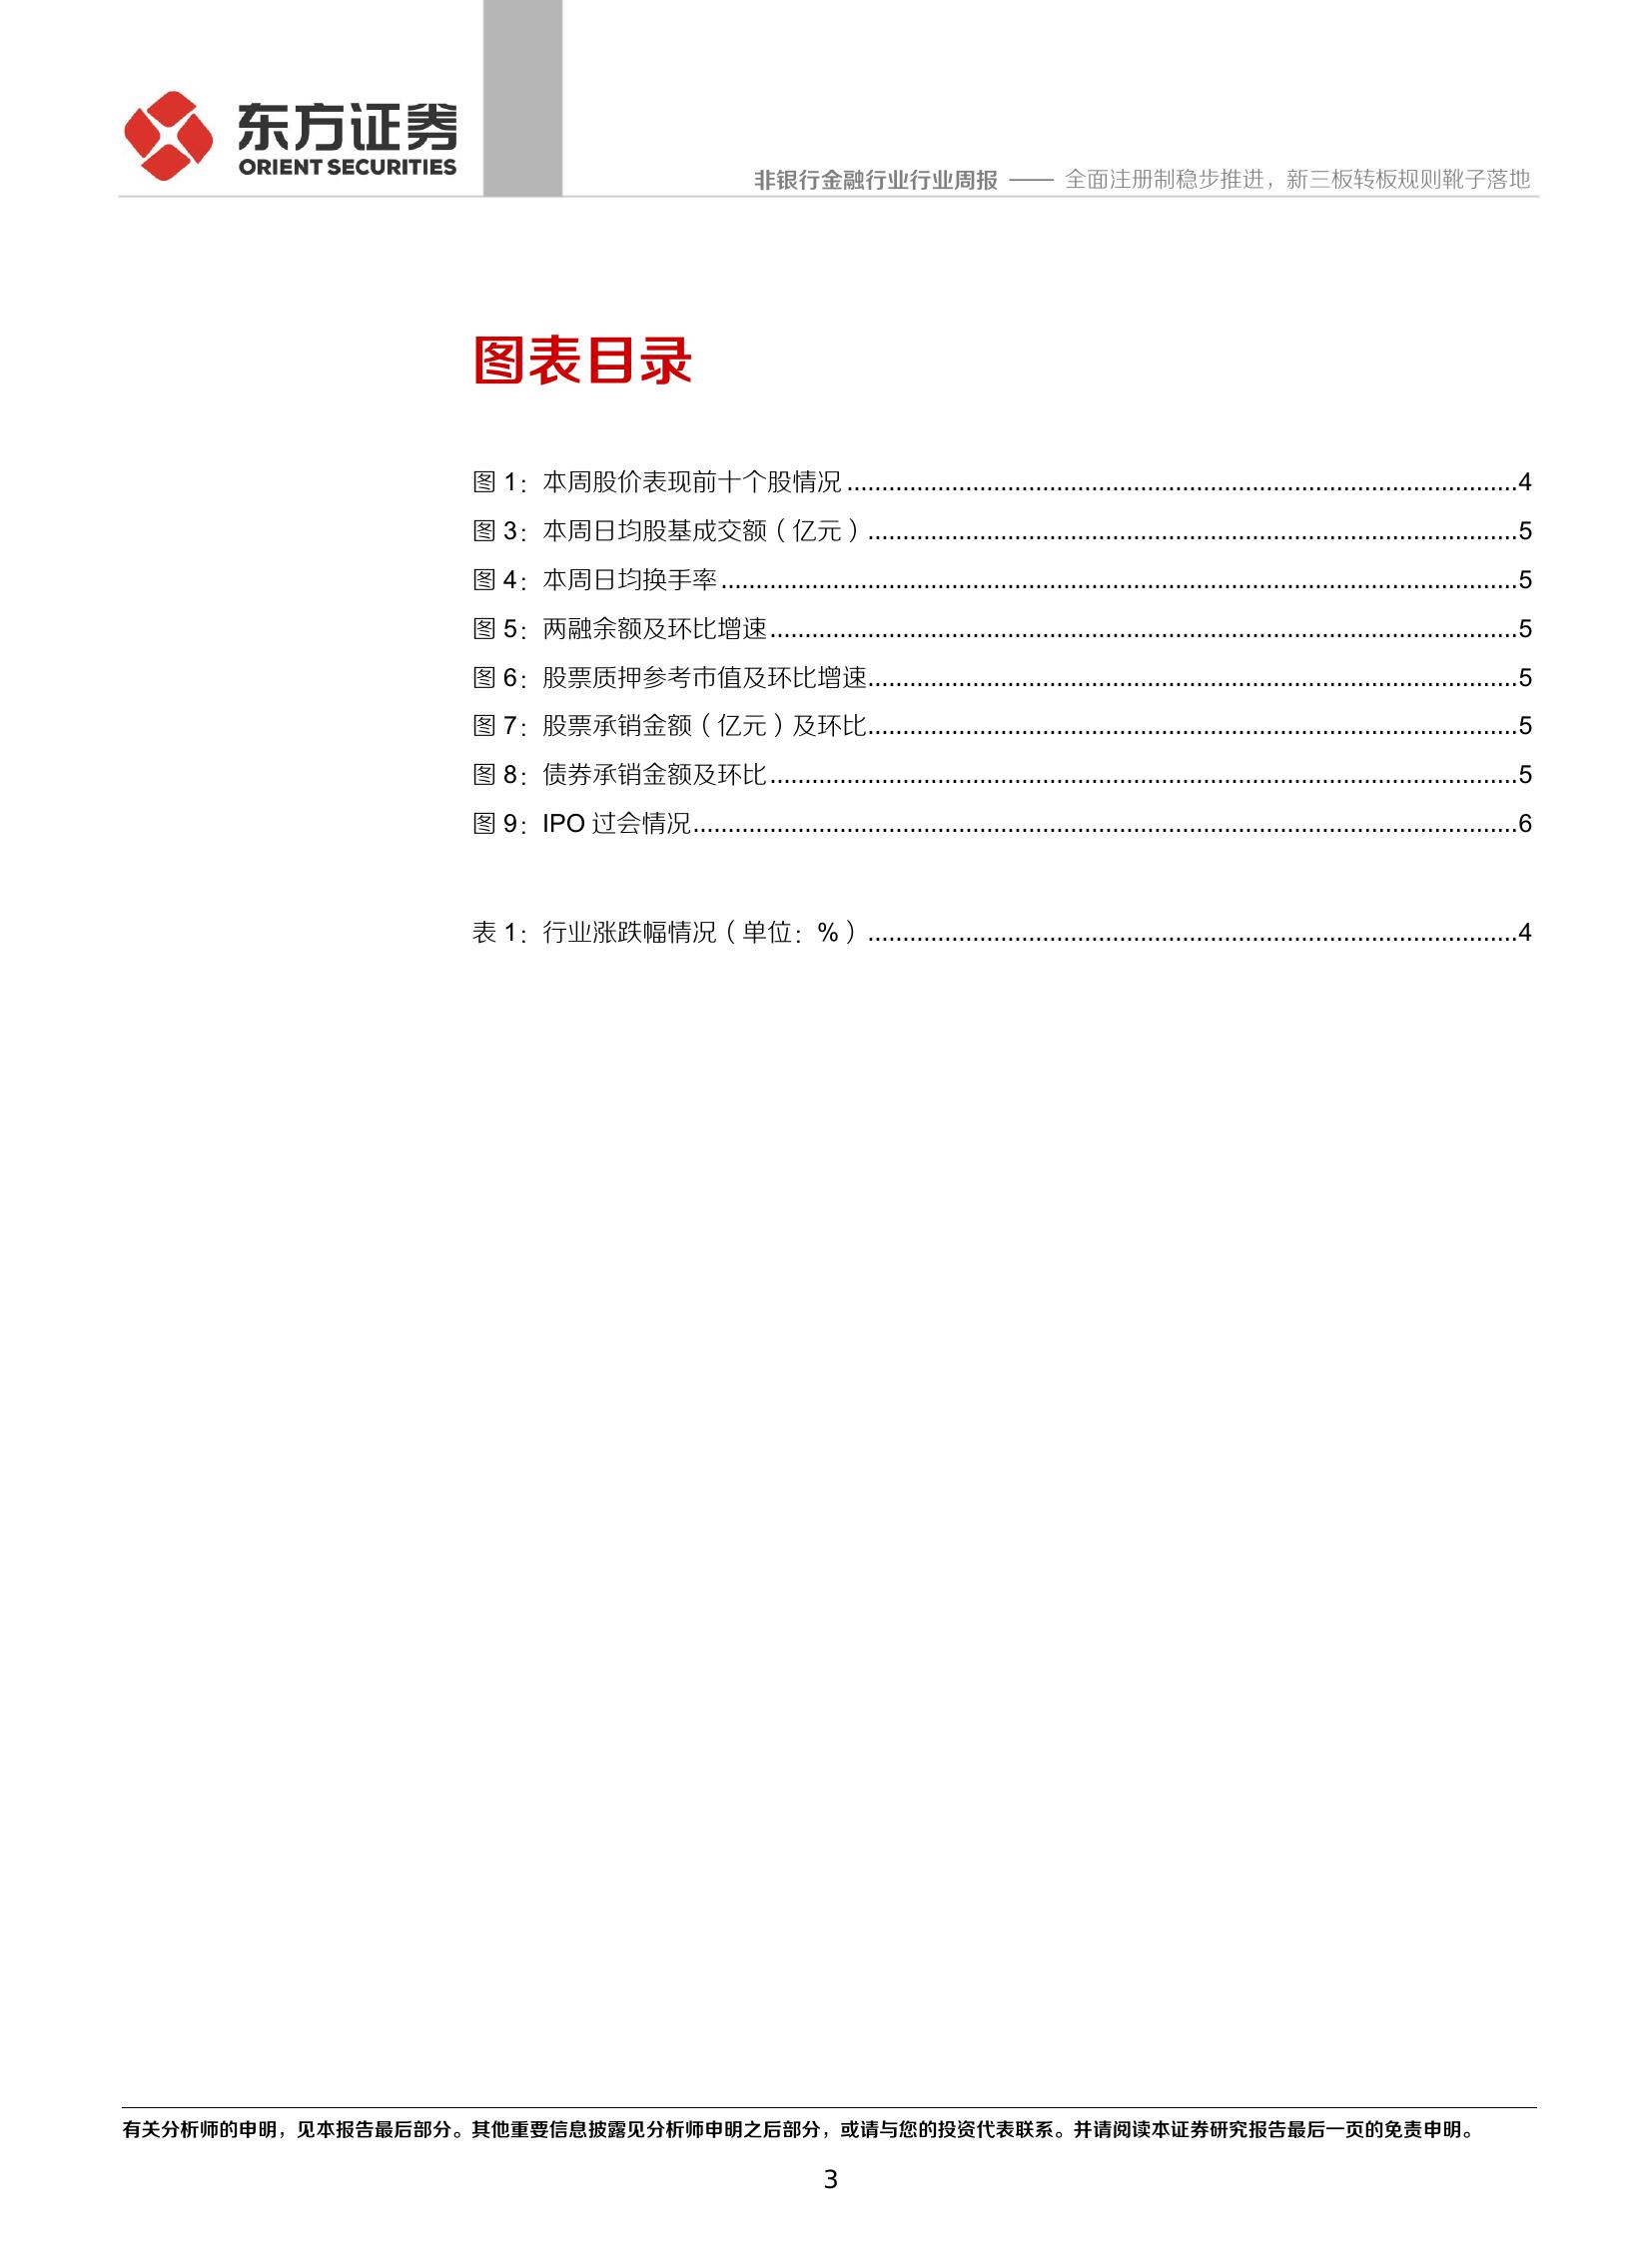 东方证券
ORIENT SECURITIES
非银行金融行业行业周报 —— 全面注册制稳步推进，新三板转板规则靴子落地
图表目录
图 1：本周股价表现前十个股情况....................4
图 3：本周日均股基成交额（亿元）....................5
图 4：本周日均换手率....................5
图 5：两融余额及环比增速....................5
图 6：股票质押参考市值及环比增速....................5
图 7：股票承销金额（亿元）及环比....................5
图 8：债券承销金额及环比....................5
图 9：IPO 过会情况....................6
表 1：行业涨跌幅情况（单位：%）....................4
有关分析师的申明，见本报告最后部分。其他重要信息披露见分析师申明之后部分，或请与您的投资代表联系。并请阅读本证券研究报告最后一页的免责申明。
3